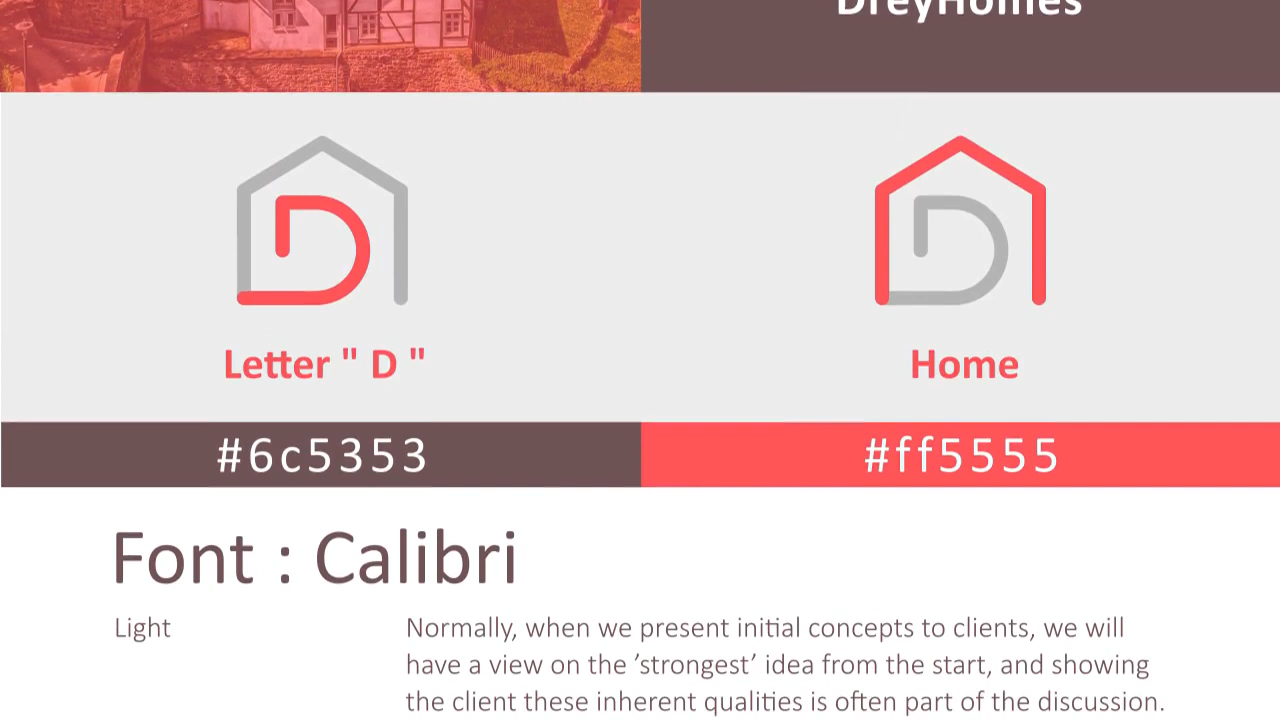 DreyHomes
Letter " D "
Home
#6c5353
#ff5555
Font : Calibri
Light
Normally, when we present initial concepts to clients, we will
have a view on the ’strongest’ idea from the start, and showing
the client these inherent qualities is often part of the discussion.